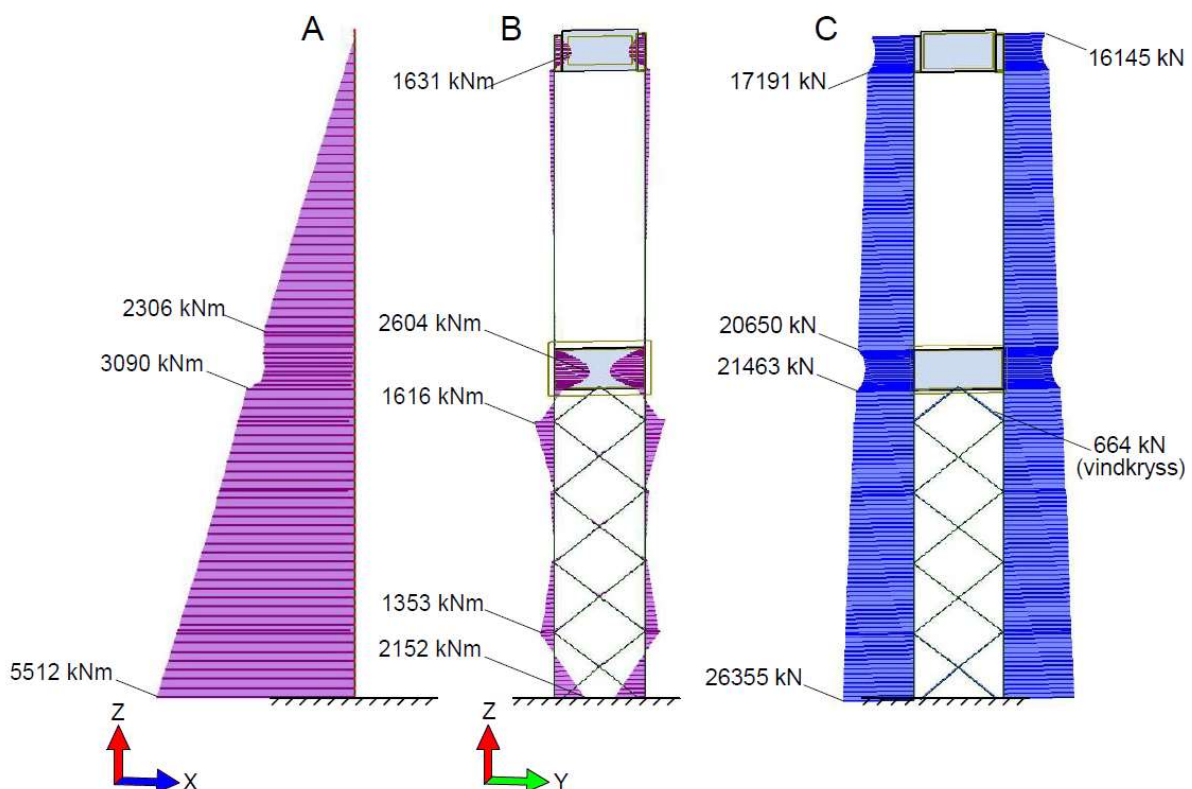 A
B
C
1631 kNm
17191 kN
16145 kN
2306 kNm
3090 kNm
2604 kNm
1616 kNm
20650 kN
21463 kN
664 kN
(vindkryss)
1353 kNm
2152 kNm
5512 kNm
26355 kN
Z
X
Z
Y